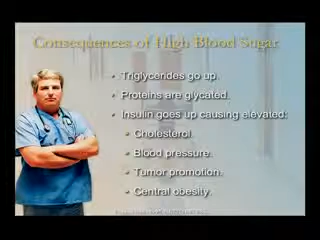 Consequences of High Blood Sugar
• Triglycerides go up.
• Proteins are glycated.
• Insulin goes up causing elevated:
• Cholesterol
• Blood pressure.
• Tumor promotion.
• Central obesity.